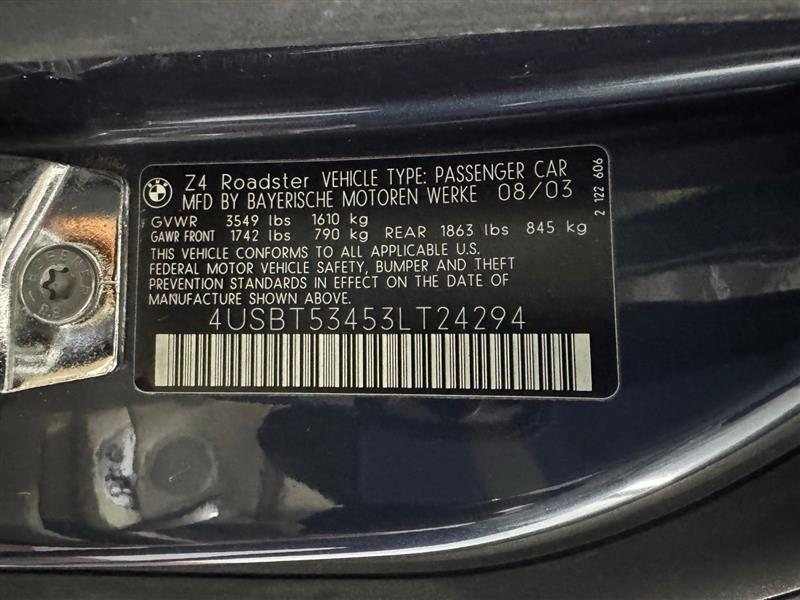 Z4 Roadster VEHICLE TYPE: PASSENGER CAR
MFD BY BAYERISCHE MOTOREN WERKE 08/03
GVWR 3549 lbs 1610 kg
GAWR FRONT 1742 lbs 790 kg REAR 1863 lbs 845 kg
THIS VEHICLE CONFORMS TO ALL APPLICABLE U.S.
FEDERAL MOTOR VEHICLE SAFETY, BUMPER AND THEFT
PREVENTION STANDARDS IN EFFECT ON THE DATE OF
MANUFACTURE SHOWN ABOVE.
4USBT53453LT24294
2 122 606